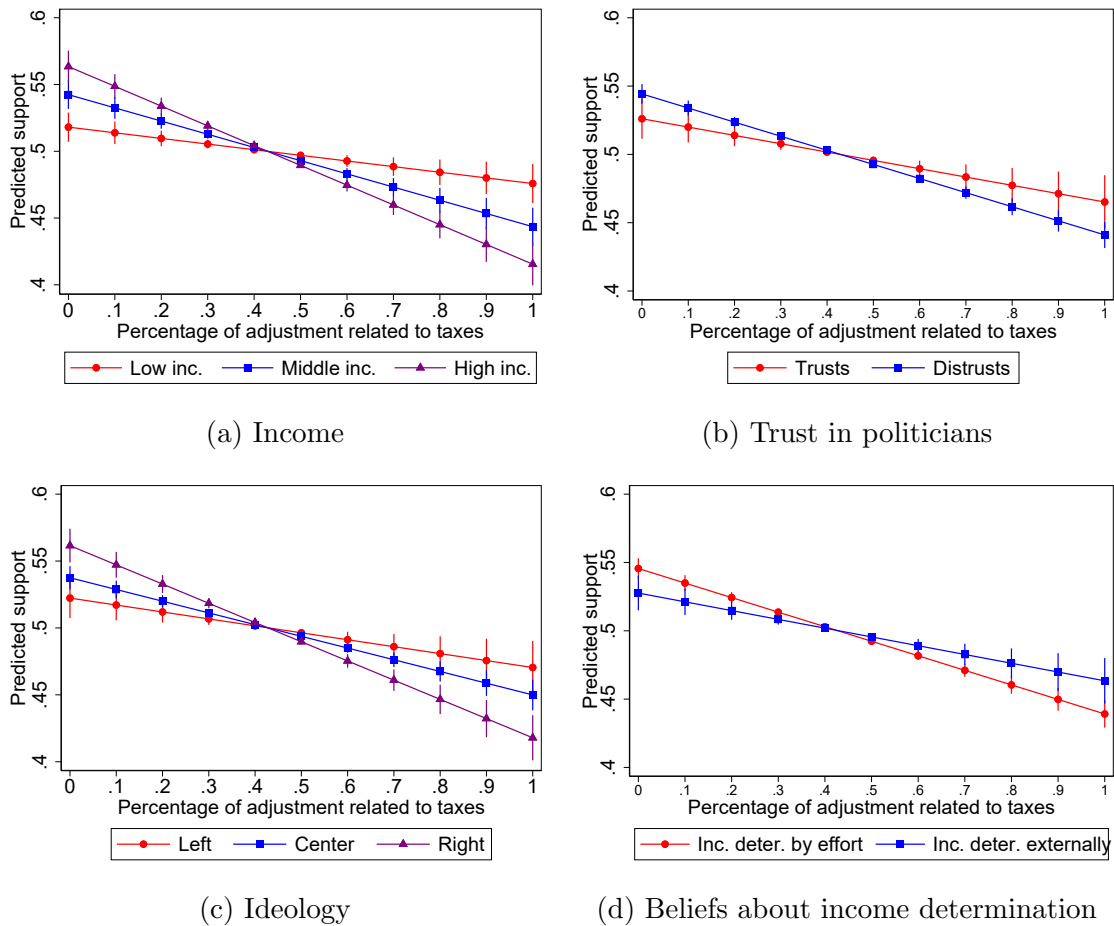 Predicted support
.6
.55
.5
.45
.4
0 .1 .2 .3 .4 .5 .6 .7 .8 .9 1
Percentage of adjustment related to taxes
Low inc. Middle inc. High inc.
(a) Income
Predicted support
.6
.55
.5
.45
.4
0 .1 .2 .3 .4 .5 .6 .7 .8 .9 1
Percentage of adjustment related to taxes
Trusts Distrusts
(b) Trust in politicians
Predicted support
.6
.55
.5
.45
.4
0 .1 .2 .3 .4 .5 .6 .7 .8 .9 1
Percentage of adjustment related to taxes
Left Center Right
(c) Ideology
Predicted support
.6
.55
.5
.45
.4
0 .1 .2 .3 .4 .5 .6 .7 .8 .9 1
Percentage of adjustment related to taxes
Inc. deter. by effort Inc. deter. externally
(d) Beliefs about income determination